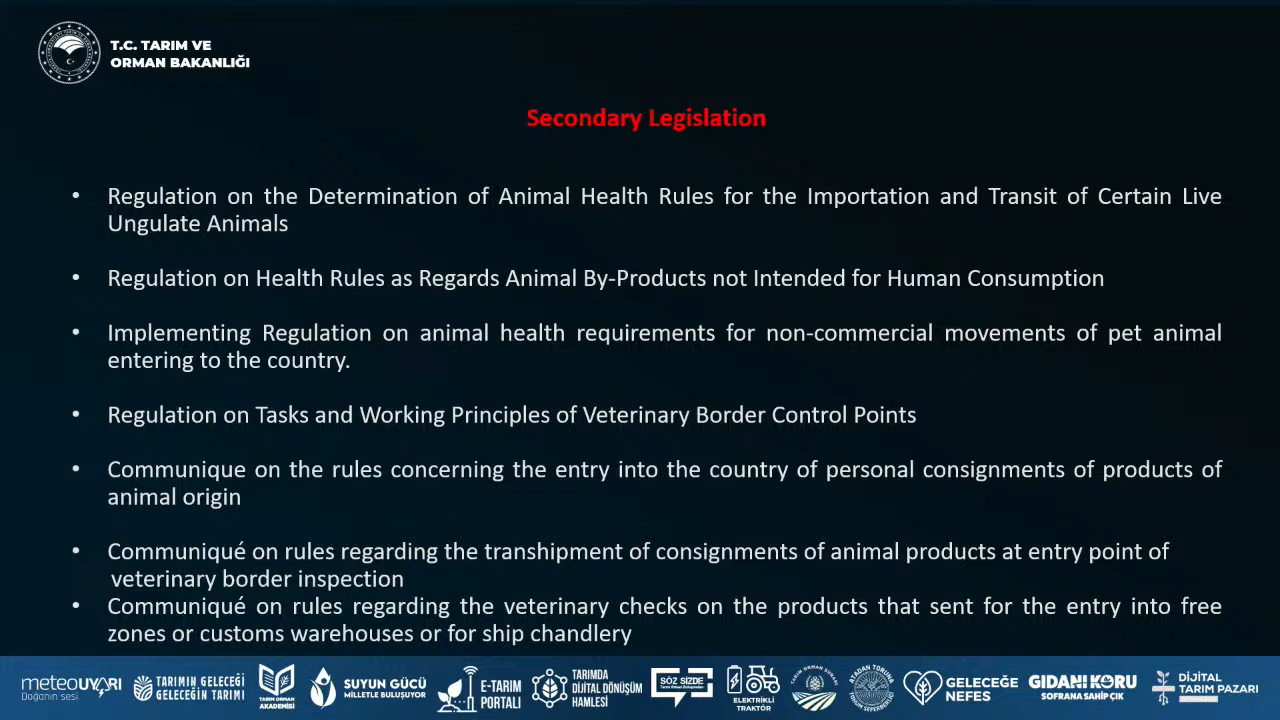 T.C. TARIM VE
ORMAN BAKANLIĞI
Secondary Legislation
• Regulation on the Determination of Animal Health Rules for the Importation and Transit of Certain Live
Ungulate Animals
• Regulation on Health Rules as Regards Animal By-Products not Intended for Human Consumption
• Implementing Regulation on animal health requirements for non-commercial movements of pet animal
entering to the country.
• Regulation on Tasks and Working Principles of Veterinary Border Control Points
• Communique on the rules concerning the entry into the country of personal consignments of products of
animal origin
• Communiqué on rules regarding the transhipment of consignments of animal products at entry point of
veterinary border inspection
• Communiqué on rules regarding the veterinary checks on the products that sent for the entry into free
zones or customs warehouses or for ship chandlery
meteoUYARI
Doğanın sesi
TARIMIN GELECEĞİ
GELECEĞİN TARIMI
TARIM ORMAN
AKADEMİSİ
SUYUN GÜCÜ
MİLLETLE BULUŞUYOR
E-TARIM
PORTALI
TARIMDA
DİJİTAL DÖNÜŞÜM
HAMLESİ
SÖZ SİZDE
Tarım Orman Buluşmaları
ELEKTRİKLİ
TRAKTÖR
TARIM ORMAN ŞURASI
ATADAN TORUNA
GELECEĞE
NEFES
GIDANI KORU
SOFRANA SAHİP ÇIK
DİJİTAL
TARIM PAZARI